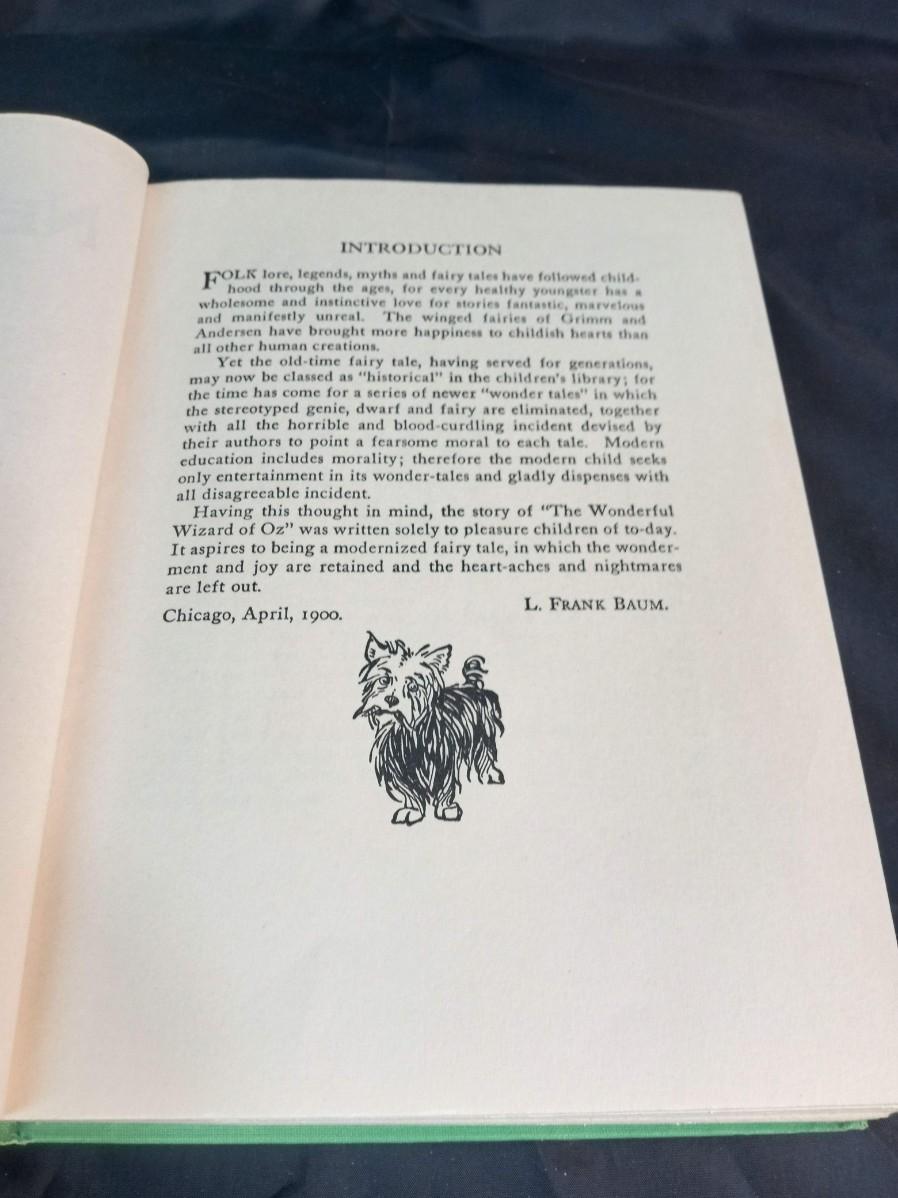 INTRODUCTION
FOLK lore, legends, myths and fairy tales have followed child-
hood through the ages, for every healthy youngster has a
wholesome and instinctive love for stories fantastic, marvelous
and manifestly unreal. The winged fairies of Grimm and
Andersen have brought more happiness to childish hearts than
all other human creations.
Yet the old-time fairy tale, having served for generations,
may now be classed as "historical" in the children's library; for
the time has come for a series of newer "wonder tales" in which
the stereotyped genie, dwarf and fairy are eliminated, together
with all the horrible and blood-curdling incident devised by
their authors to point a fearsome moral to each tale. Modern
education includes morality; therefore the modern child seeks
only entertainment in its wonder-tales and gladly dispenses with
all disagreeable incident.
Having this thought in mind, the story of "The Wonderful
Wizard of Oz" was written solely to pleasure children of to-day.
It aspires to being a modernized fairy tale, in which the wonder-
ment and joy are retained and the heart-aches and nightmares
are left out.
L. FRANK BAUM.
Chicago, April, 1900.